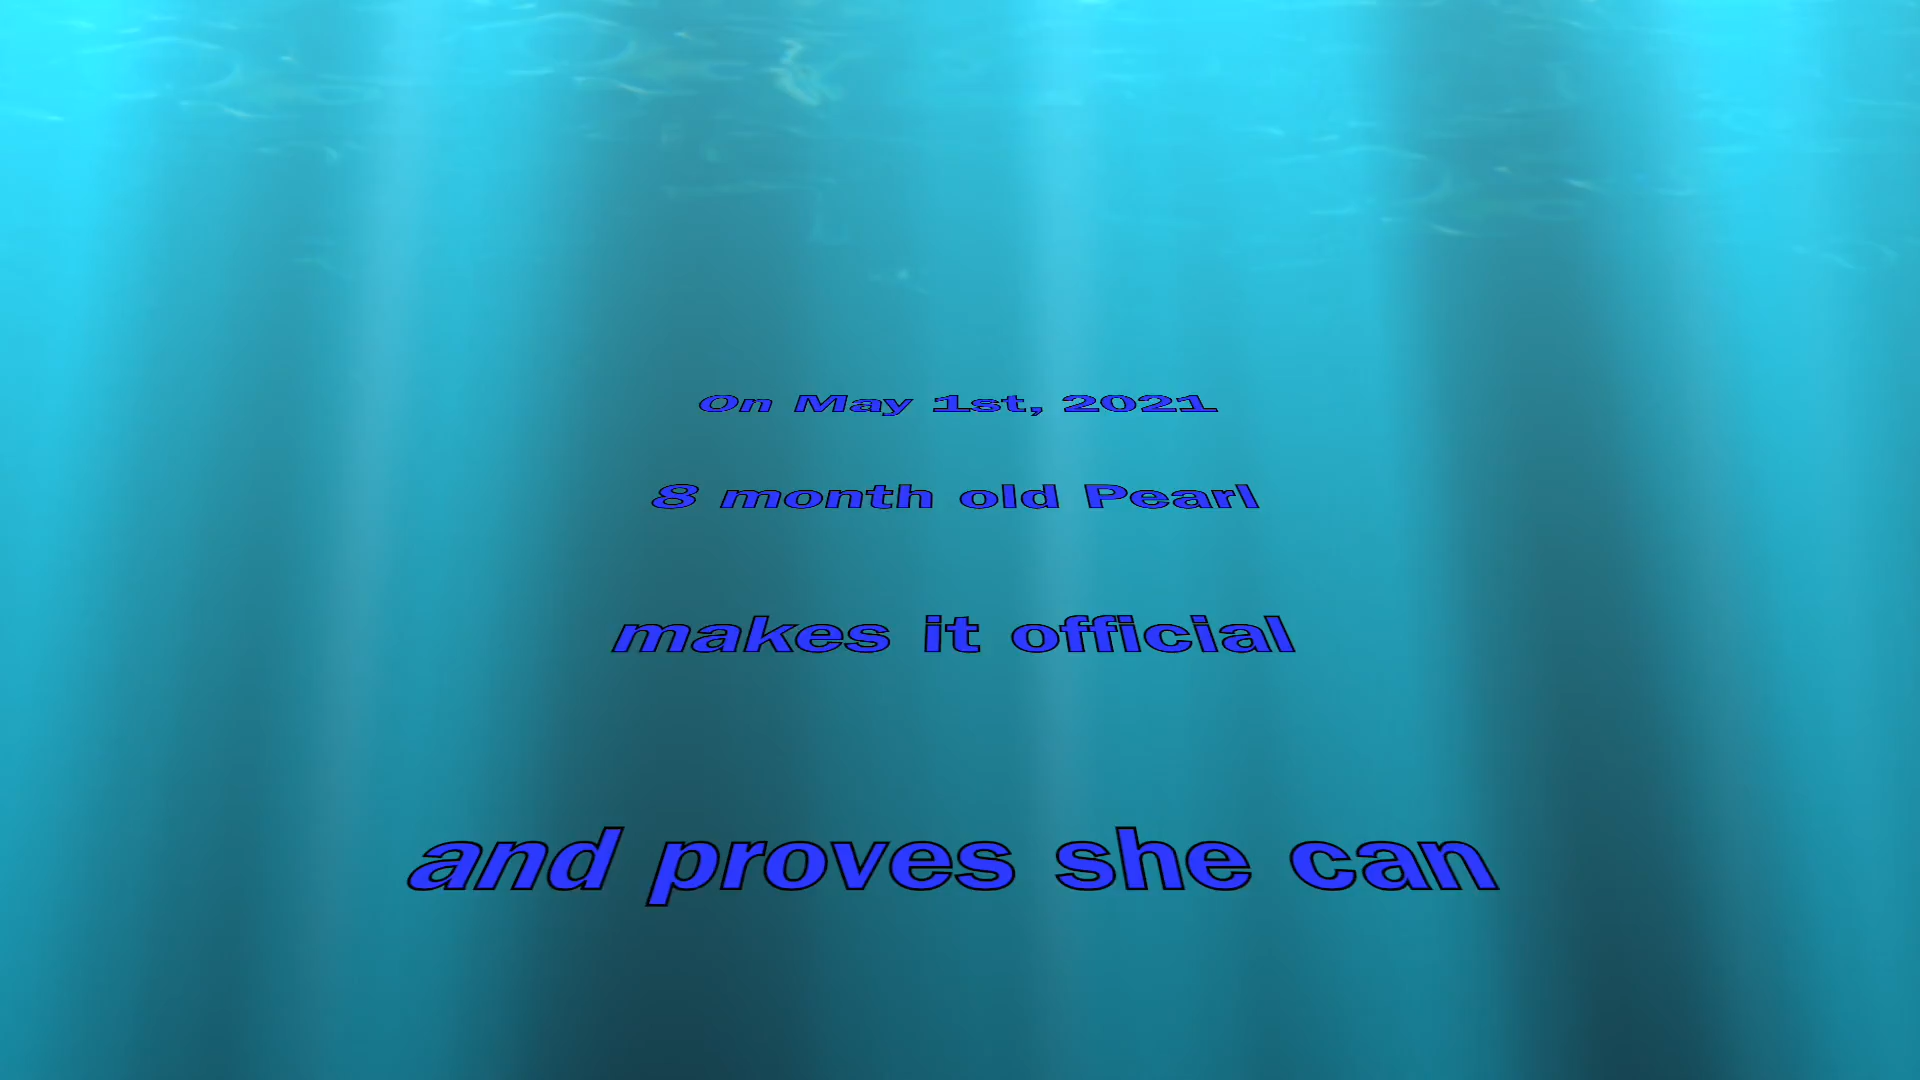 On May 1st, 2021
8 month old Pearl
makes it official
and proves she can